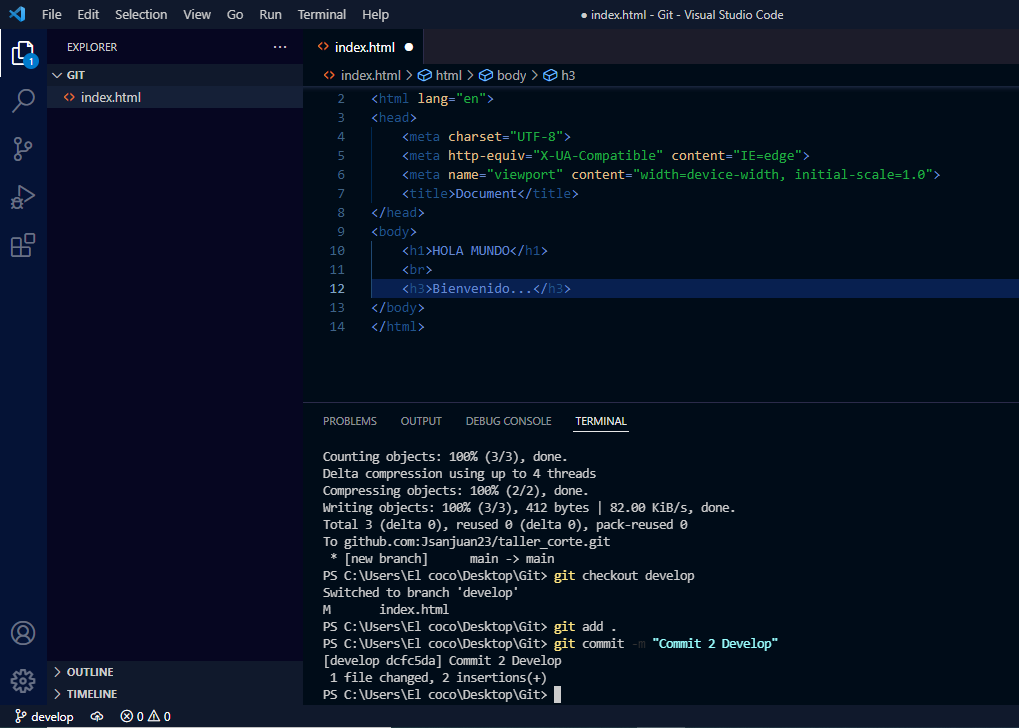 File Edit Selection View Go Run Terminal Help ● index.html - Git - Visual Studio Code
EXPLORER ···
index.html ●
1
GIT
index.html
index.html > html > body > h3
2 <html lang="en">
3 <head>
4 <meta charset="UTF-8">
5 <meta http-equiv="X-UA-Compatible" content="IE=edge">
6 <meta name="viewport" content="width=device-width, initial-scale=1.0">
7 <title>Document</title>
8 </head>
9 <body>
10 <h1>HOLA MUNDO</h1>
11 <br>
12 <h3>Bienvenido...</h3>
13 </body>
14 </html>
PROBLEMS OUTPUT DEBUG CONSOLE TERMINAL
Counting objects: 100% (3/3), done.
Delta compression using up to 4 threads
Compressing objects: 100% (2/2), done.
Writing objects: 100% (3/3), 412 bytes | 82.00 KiB/s, done.
Total 3 (delta 0), reused 0 (delta 0), pack-reused 0
To github.com:Jsanjuan23/taller_corte.git
* [new branch] main -> main
PS C:\Users\El coco\Desktop\Git> git checkout develop
Switched to branch 'develop'
M index.html
PS C:\Users\El coco\Desktop\Git> git add .
PS C:\Users\El coco\Desktop\Git> git commit -m "Commit 2 Develop"
[develop dcfc5da] Commit 2 Develop
1 file changed, 2 insertions(+)
PS C:\Users\El coco\Desktop\Git>
OUTLINE
TIMELINE
develop 0 0